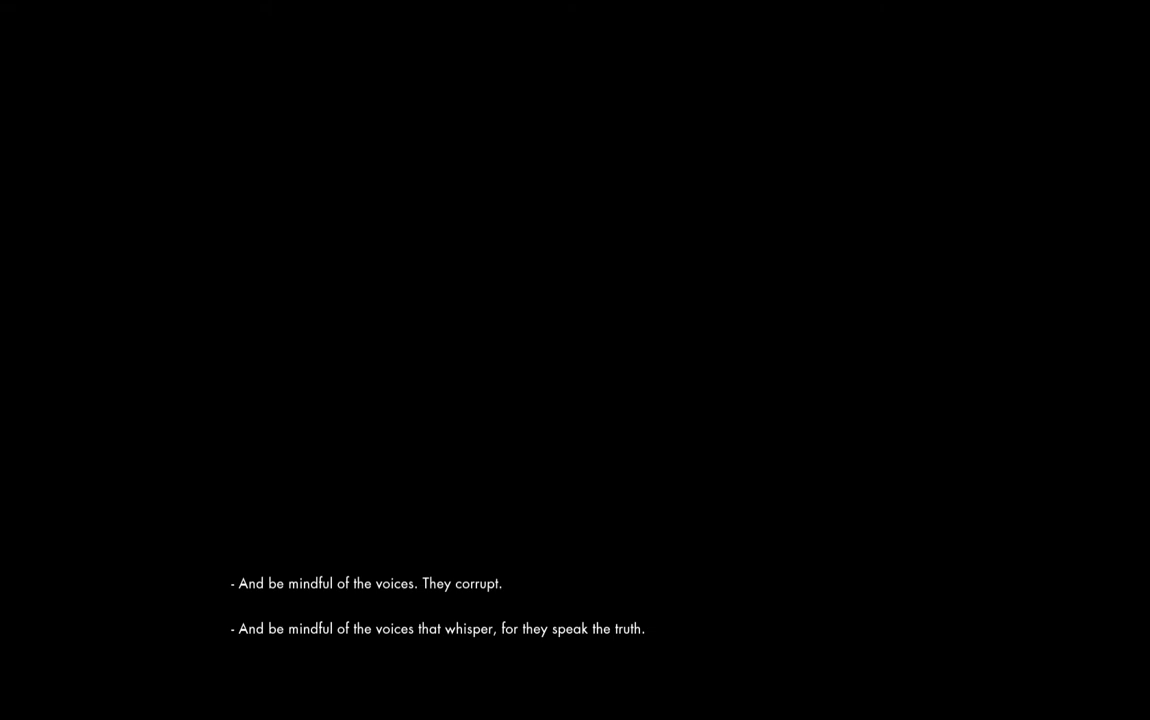 - And be mindful of the voices. They corrupt.
- And be mindful of the voices that whisper, for they speak the truth.